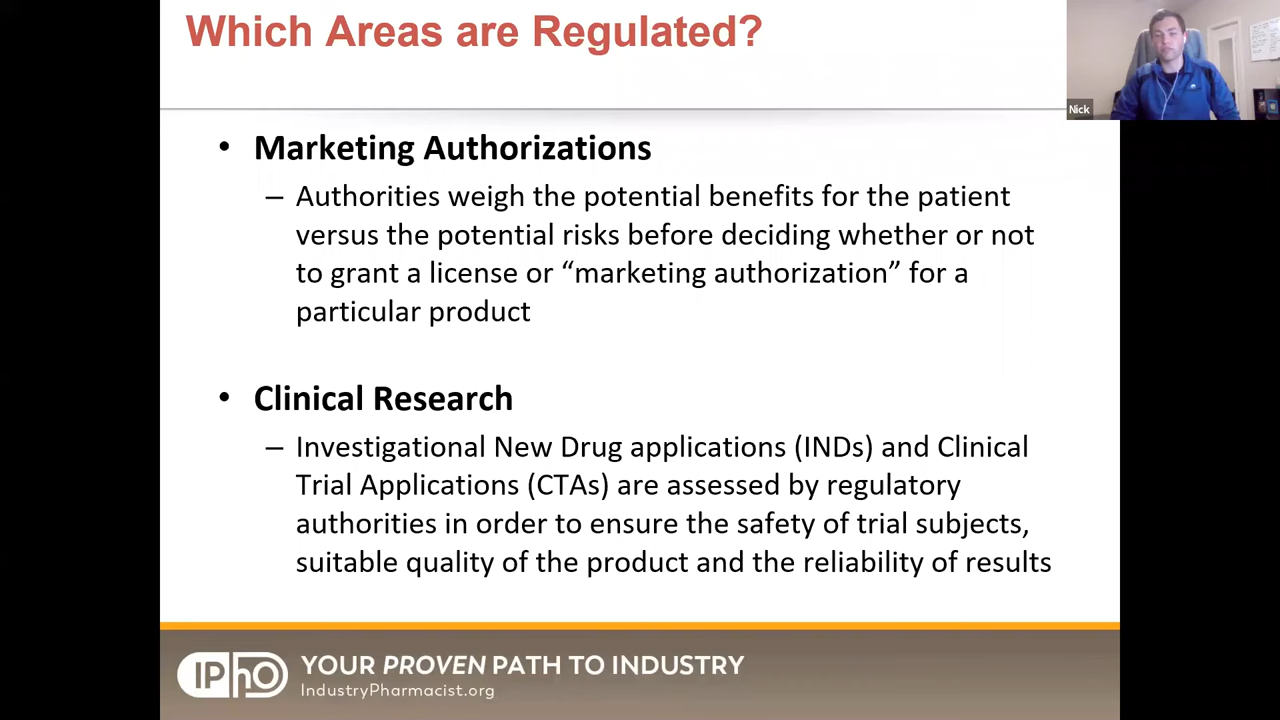 Which Areas are Regulated?
Nick
• Marketing Authorizations
– Authorities weigh the potential benefits for the patient
versus the potential risks before deciding whether or not
to grant a license or “marketing authorization” for a
particular product
• Clinical Research
– Investigational New Drug applications (INDs) and Clinical
Trial Applications (CTAs) are assessed by regulatory
authorities in order to ensure the safety of trial subjects,
suitable quality of the product and the reliability of results
IPhO
YOUR PROVEN PATH TO INDUSTRY
IndustryPharmacist.org